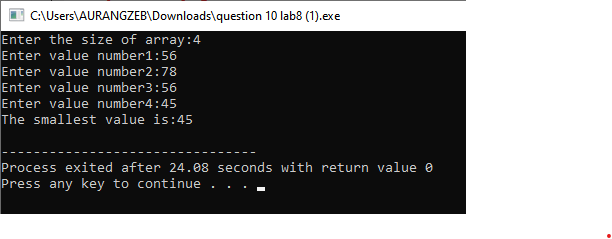 C:\Users\AURANGZEB\Downloads\question 10 lab8 (1).exe
Enter the size of array:4
Enter value number1:56
Enter value number2:78
Enter value number3:56
Enter value number4:45
The smallest value is:45
--------------------------------
Process exited after 24.08 seconds with return value 0
Press any key to continue . . .